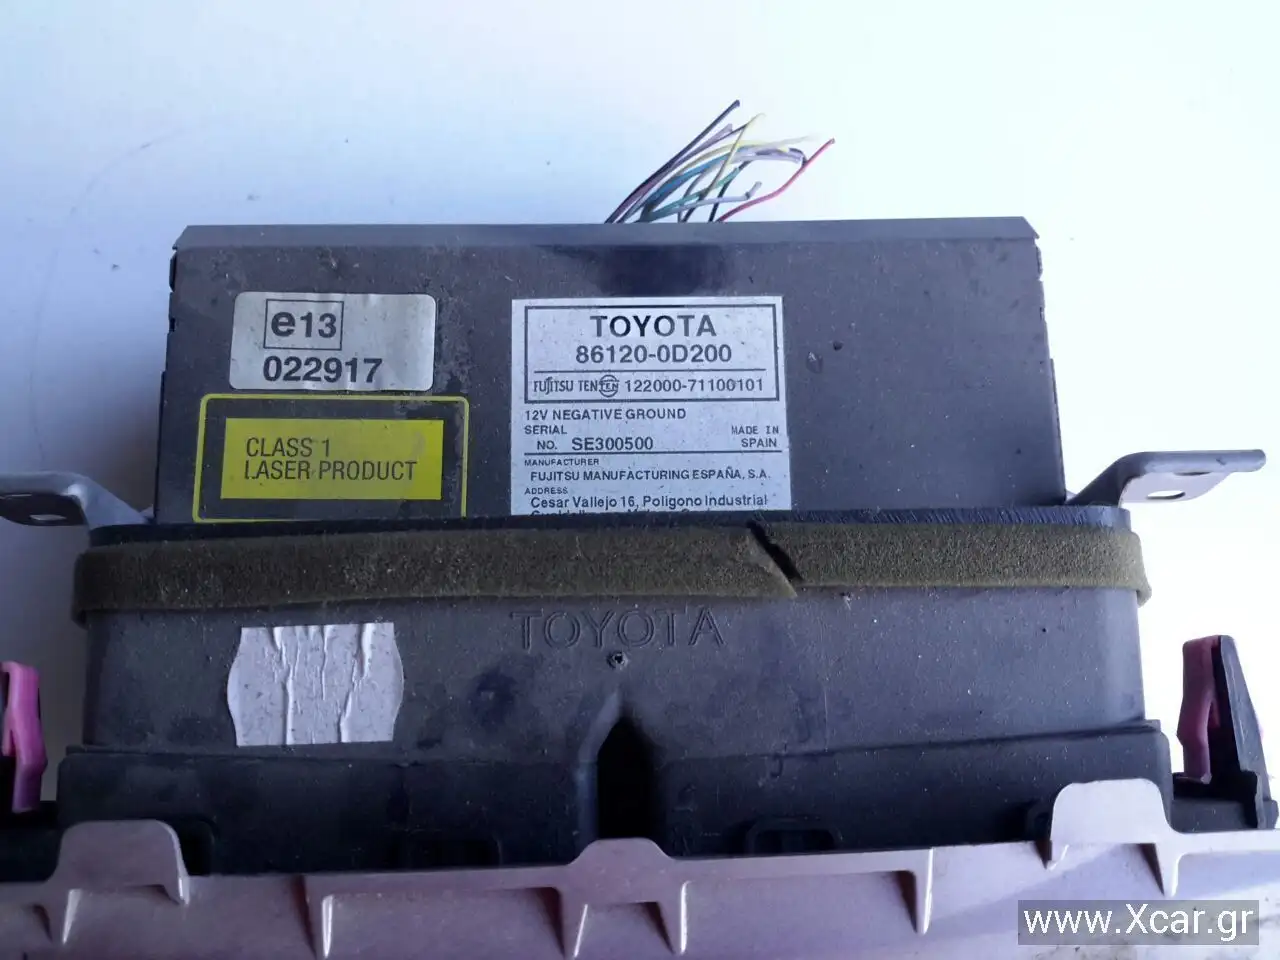 e13
022917
CLASS 1
LASER PRODUCT
TOYOTA
86120-0D200
FUJITSU TEN TEN 122000-71100101
12V NEGATIVE GROUND
SERIAL
NO. SE300500
MADE IN
SPAIN
MANUFACTURER
FUJITSU MANUFACTURING ESPAÑA, S.A.
ADDRESS
Cesar Vallejo 16, Poligono Industrial
TOYOTA
www.Xcar.gr